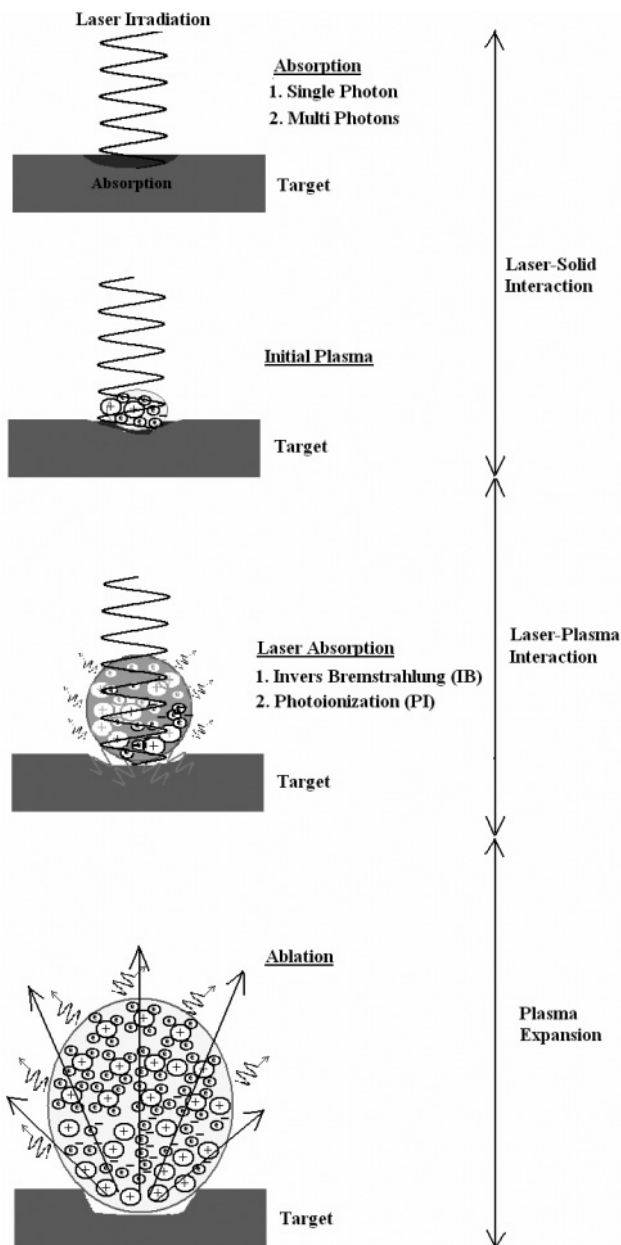 Laser Irradiation
Absorption
1. Single Photon
2. Multi Photons
Absorption
Target
Laser-Solid
Interaction
Initial Plasma
Target
Laser Absorption
1. Invers Bremstrahlung (IB)
2. Photoionization (PI)
Laser-Plasma
Interaction
Target
Ablation
Plasma
Expansion
Target